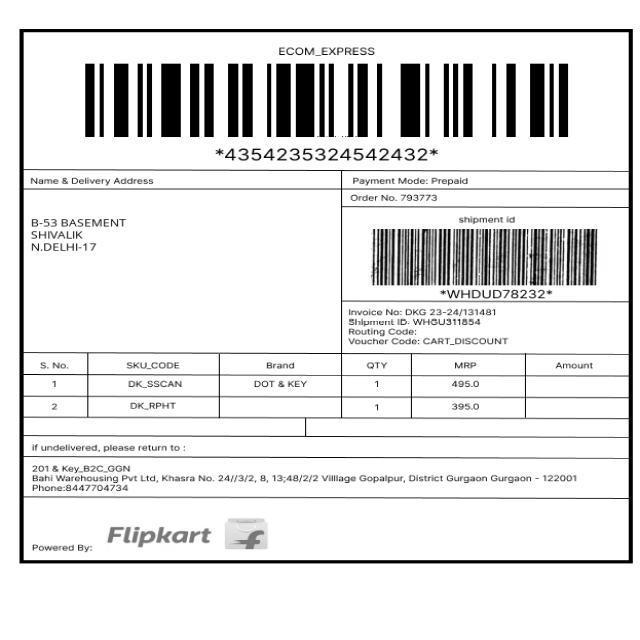 ECOM_EXPRESS
*4354235324542432*
Name & Delivery Address
Payment Mode: Prepaid
Order No. 793773
B-53 BASEMENT
SHIVALIK
N.DELHI-17
shipment id
*WHDUD78232*
Invoice No: DKG 23-24/131481
Shipment ID: WHGU311854
Routing Code:
Voucher Code: CART_DISCOUNT
S. No. SKU_CODE Brand QTY MRP Amount
1 DK_SSCAN DOT & KEY 1 495.0
2 DK_RPHT 1 395.0
if undelivered, please return to :
201 & Key_B2C_GGN
Bahi Warehousing Pvt Ltd, Khasra No. 24//3/2, 8, 13;48/2/2 Villlage Gopalpur, District Gurgaon Gurgaon - 122001
Phone:8447704734
Powered By: Flipkart